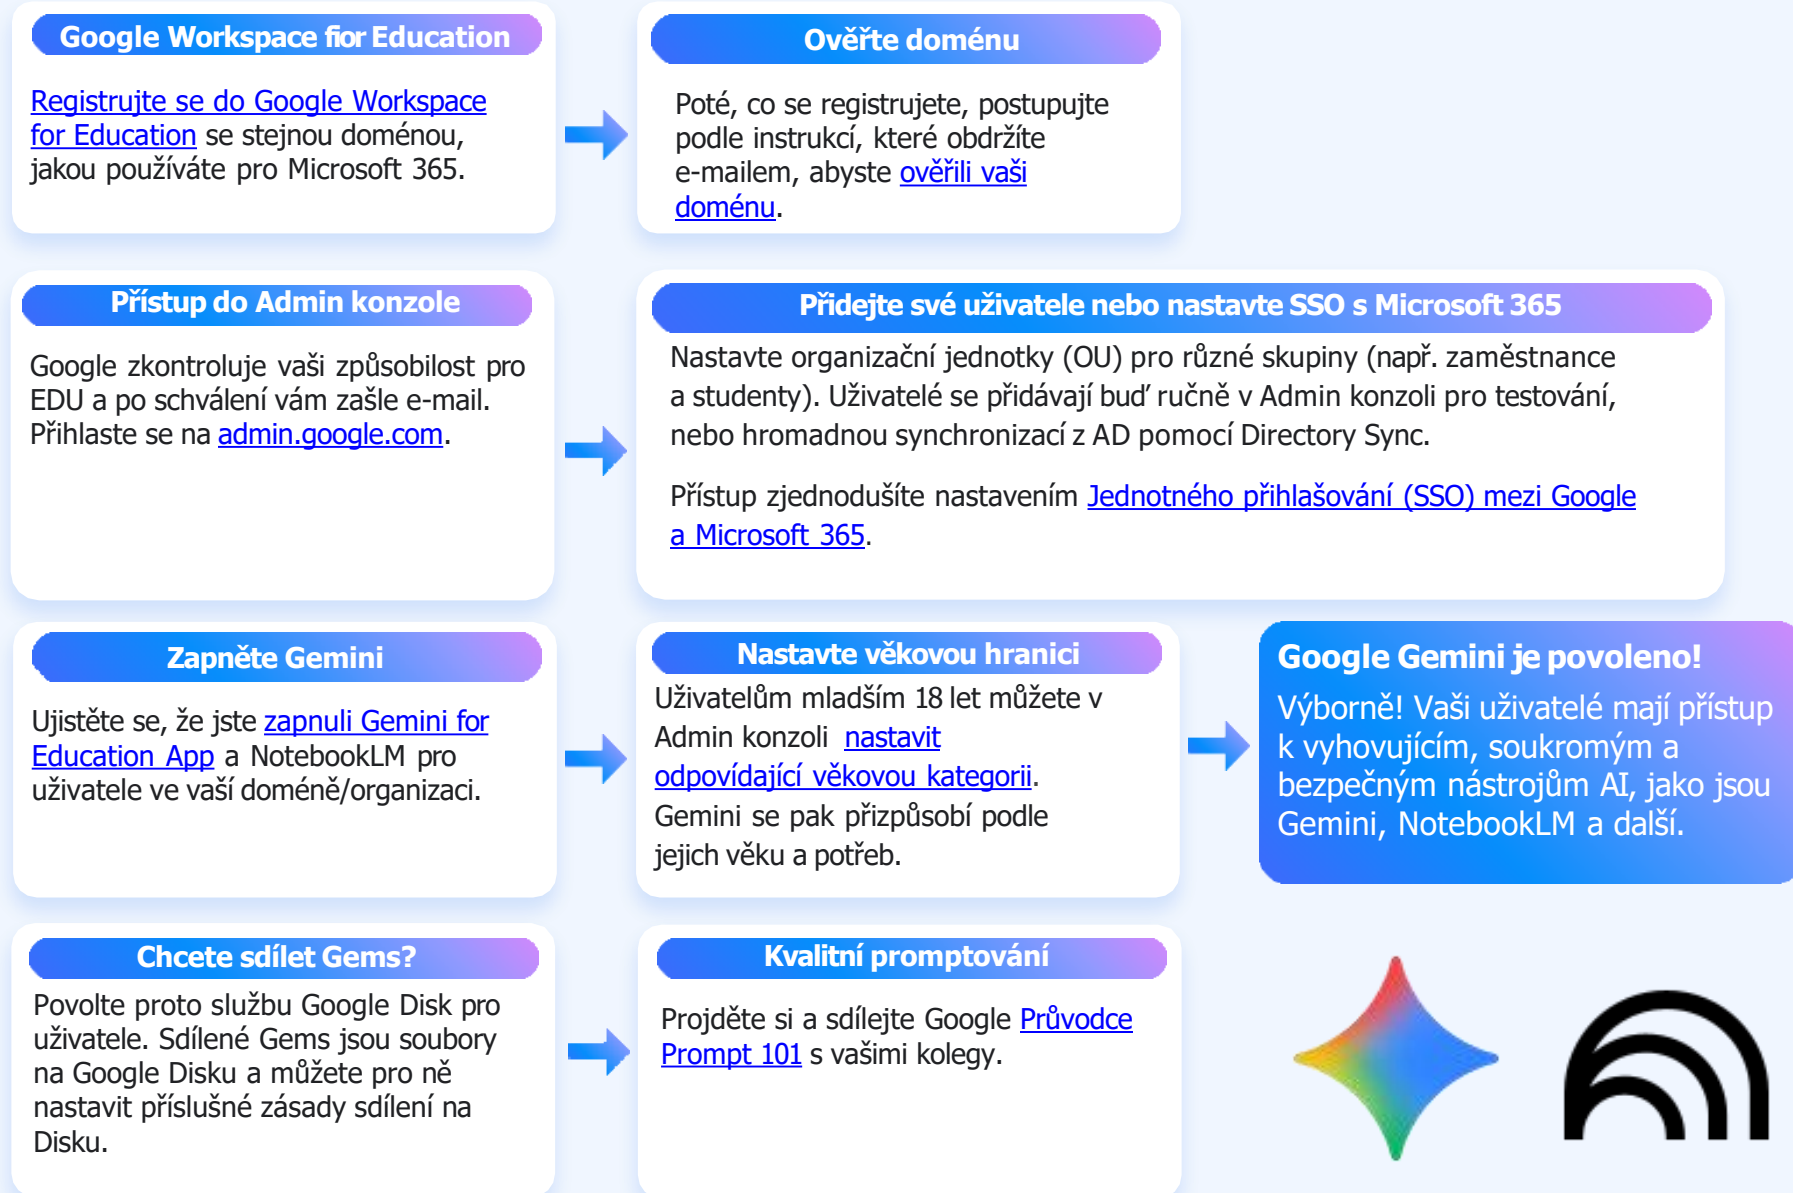 Google Workspace fior Education
Registrujte se do Google Workspace
for Education se stejnou doménou,
jakou používáte pro Microsoft 365.
Ověřte doménu
Poté, co se registrujete, postupujte
podle instrukcí, které obdržíte
e-mailem, abyste ověřili vaši
doménu.
Přístup do Admin konzole
Google zkontroluje vaši způsobilost pro
EDU a po schválení vám zašle e-mail.
Přihlaste se na admin.google.com.
Přidejte své uživatele nebo nastavte SSO s Microsoft 365
Nastavte organizační jednotky (OU) pro různé skupiny (např. zaměstnance
a studenty). Uživatelé se přidávají buď ručně v Admin konzoli pro testování,
nebo hromadnou synchronizací z AD pomocí Directory Sync.
Přístup zjednodušíte nastavením Jednotného přihlašování (SSO) mezi Google
a Microsoft 365.
Zapněte Gemini
Ujistěte se, že jste zapnuli Gemini for
Education App a NotebookLM pro
uživatele ve vaší doméně/organizaci.
Nastavte věkovou hranici
Uživatelům mladším 18 let můžete v
Admin konzoli nastavit
odpovídající věkovou kategorii.
Gemini se pak přizpůsobí podle
jejich věku a potřeb.
Google Gemini je povoleno!
Výborně! Vaši uživatelé mají přístup
k vyhovujícím, soukromým a
bezpečným nástrojům AI, jako jsou
Gemini, NotebookLM a další.
Chcete sdílet Gems?
Povolte proto službu Google Disk pro
uživatele. Sdílené Gems jsou soubory
na Google Disku a můžete pro ně
nastavit příslušné zásady sdílení na
Disku.
Kvalitní promptování
Projděte si a sdílejte Google Průvodce
Prompt 101 s vašimi kolegy.